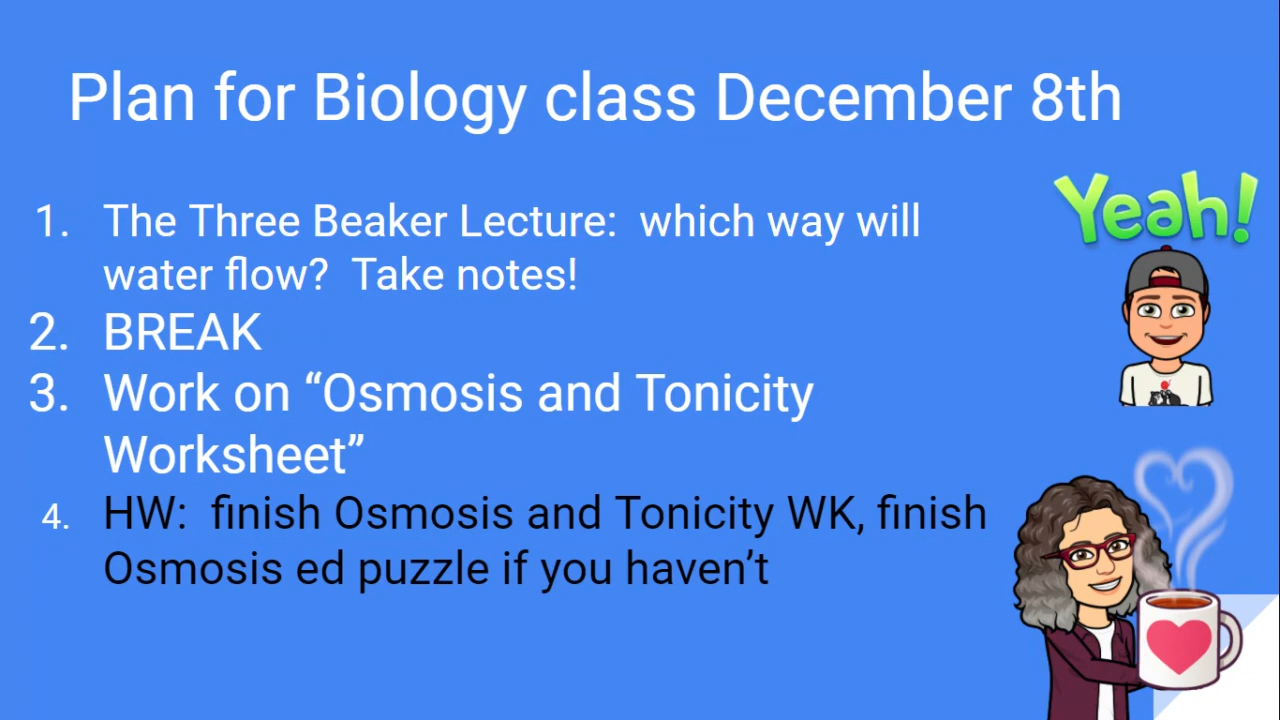 Plan for Biology class December 8th
1. The Three Beaker Lecture:  which way will
water flow?  Take notes!
2. BREAK
3. Work on “Osmosis and Tonicity
Worksheet”
4. HW:  finish Osmosis and Tonicity WK, finish
Osmosis ed puzzle if you haven’t
Yeah!